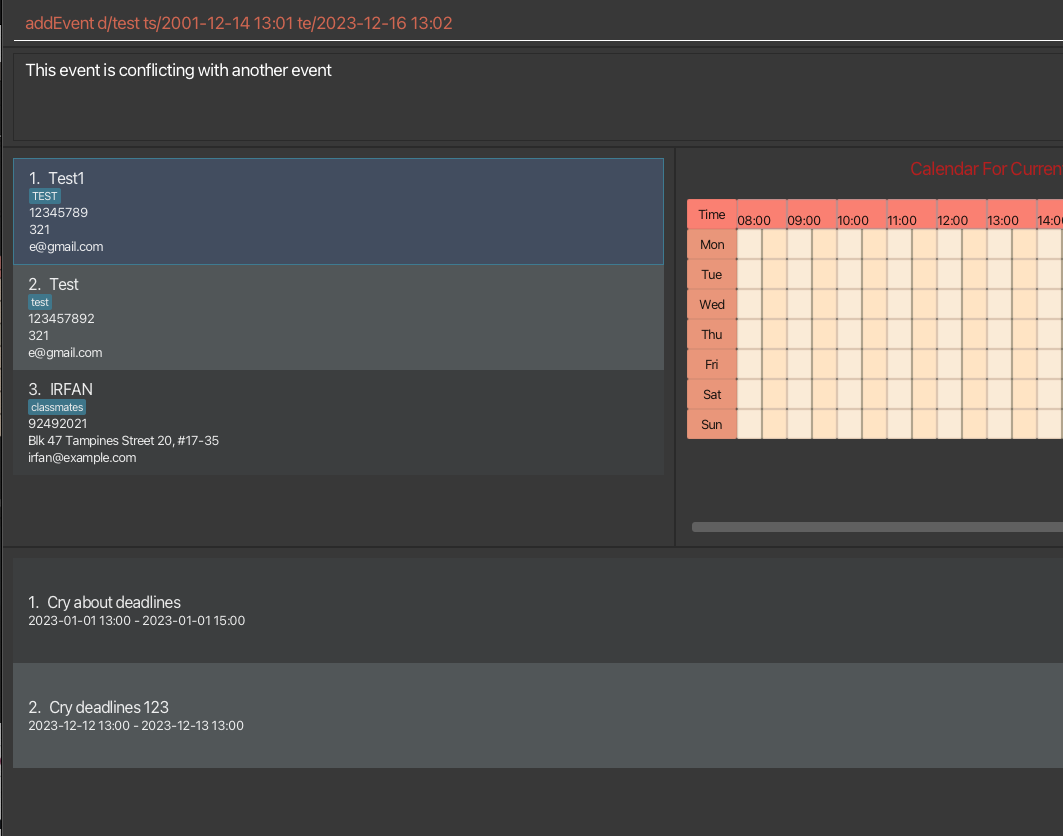 addEvent d/test ts/2001-12-14 13:01 te/2023-12-16 13:02
This event is conflicting with another event
1. Test1
TEST
12345789
321
e@gmail.com
2. Test
test
123457892
321
e@gmail.com
3. IRFAN
classmates
92492021
Blk 47 Tampines Street 20, #17-35
irfan@example.com
Calendar For Curren
Time 08:00 09:00 10:00 11:00 12:00 13:00 14:0
Mon
Tue
Wed
Thu
Fri
Sat
Sun
1. Cry about deadlines
2023-01-01 13:00 - 2023-01-01 15:00
2. Cry deadlines 123
2023-12-12 13:00 - 2023-12-13 13:00